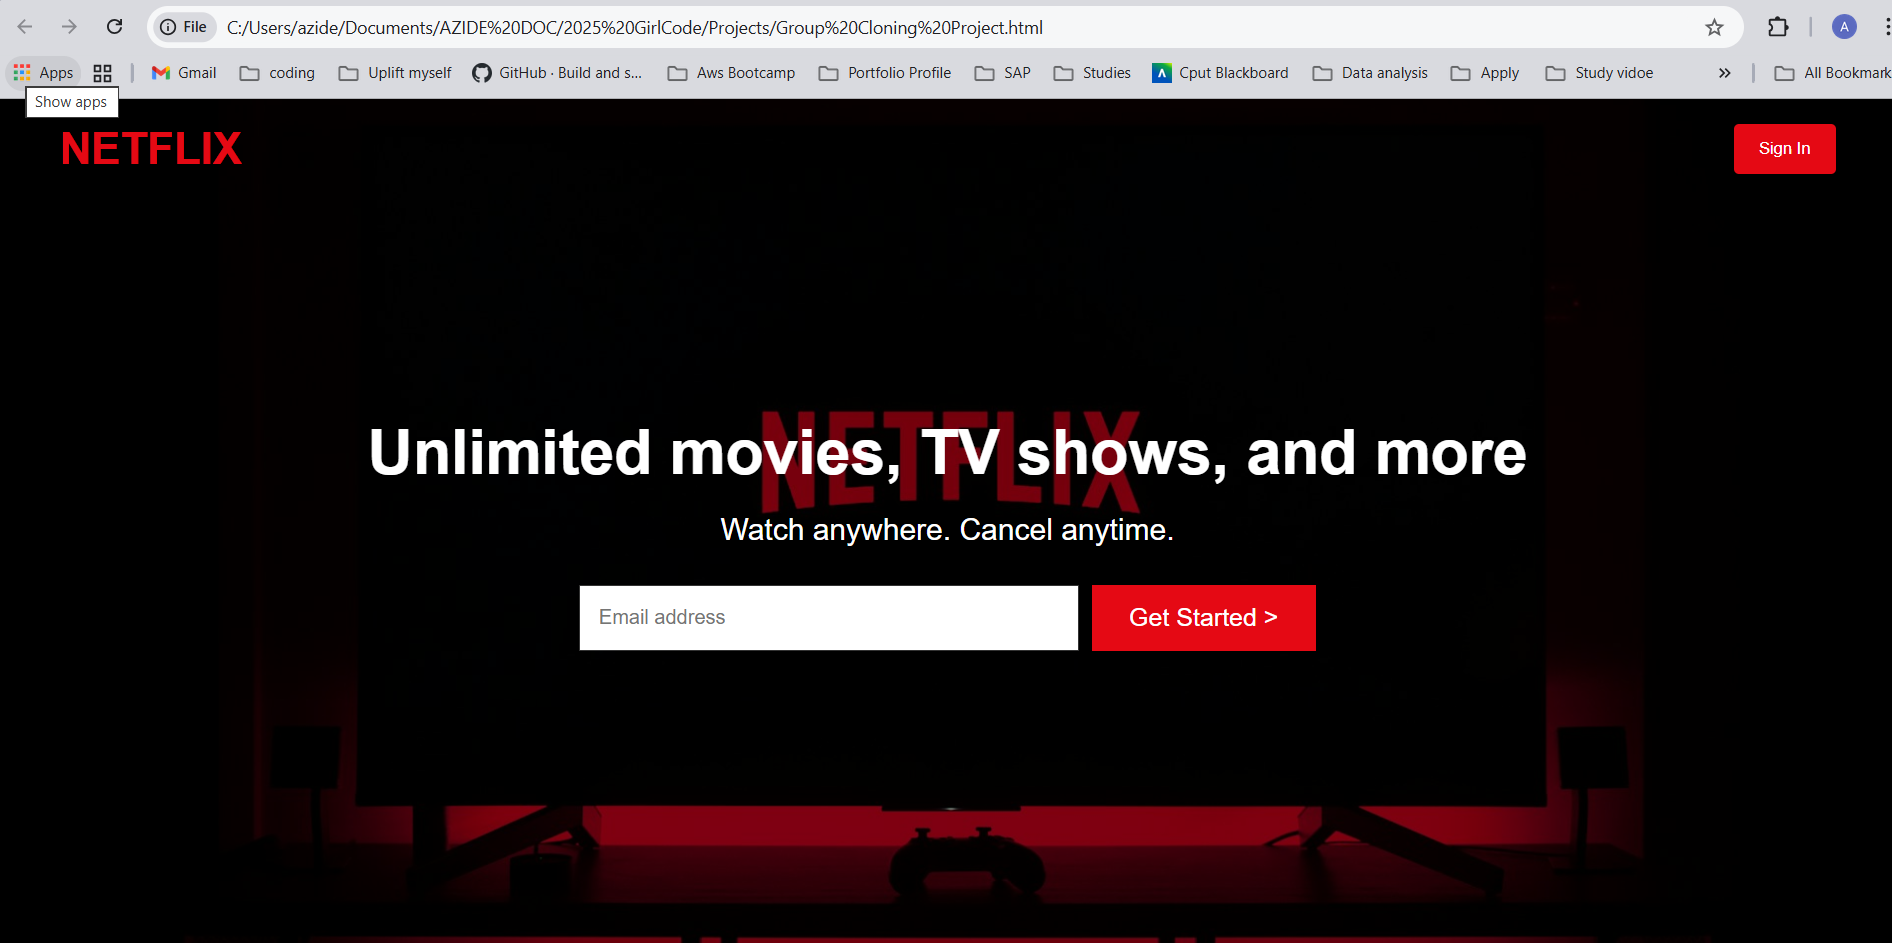 File C:/Users/azide/Documents/AZIDE%20DOC/2025%20GirlCode/Projects/Group%20Cloning%20Project.html A
Apps Gmail coding Uplift myself GitHub · Build and s... Aws Bootcamp Portfolio Profile SAP Studies Cput Blackboard Data analysis Apply Study vidoe » All Bookmark
Show apps
NETFLIX Sign In
NETFLIX
Unlimited movies, TV shows, and more
Watch anywhere. Cancel anytime.
Email address Get Started >